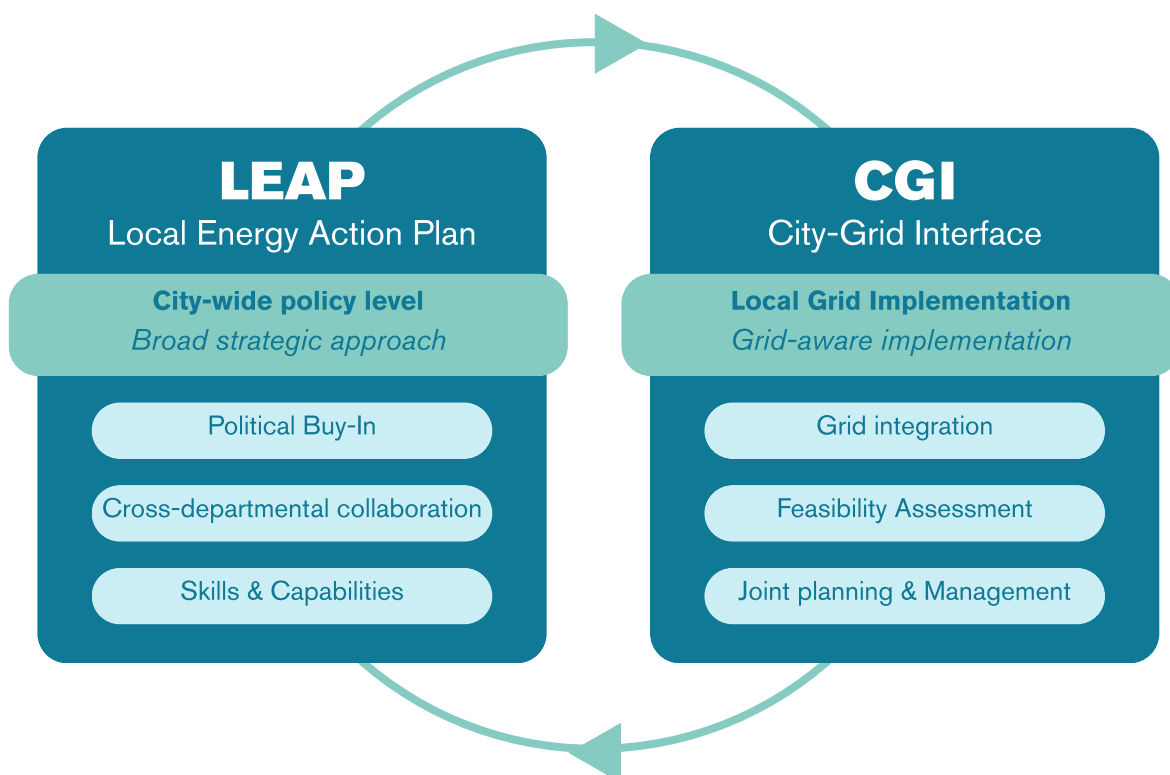 LEAP
Local Energy Action Plan
City-wide policy level
Broad strategic approach
Political Buy-In
Cross-departmental collaboration
Skills & Capabilities
CGI
City-Grid Interface
Local Grid Implementation
Grid-aware implementation
Grid integration
Feasibility Assessment
Joint planning & Management